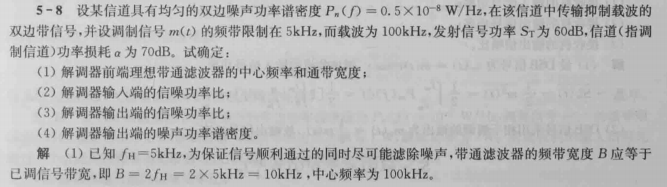 5-8 设某信道具有均匀的双边噪声功率谱密度 Pₙ(f)=0.5×10⁻⁸ W/Hz,在该信道中传输抑制载波的
双边带信号,并设调制信号 m(t) 的频带限制在 5kHz,而载波为 100kHz,发射信号功率 S_T 为 60dB,信道(指调
制信道)功率损耗 α 为 70dB。试确定:
(1) 解调器前端理想带通滤波器的中心频率和通带宽度;
(2) 解调器输入端的信噪功率比;
(3) 解调器输出端的信噪功率比;
(4) 解调器输出端的噪声功率谱密度。
解 (1) 已知 f_H=5kHz,为保证信号顺利通过的同时尽可能滤除噪声,带通滤波器的频带宽度 B 应等于
已调信号带宽,即 B=2f_H=2×5kHz=10kHz,中心频率为 100kHz。